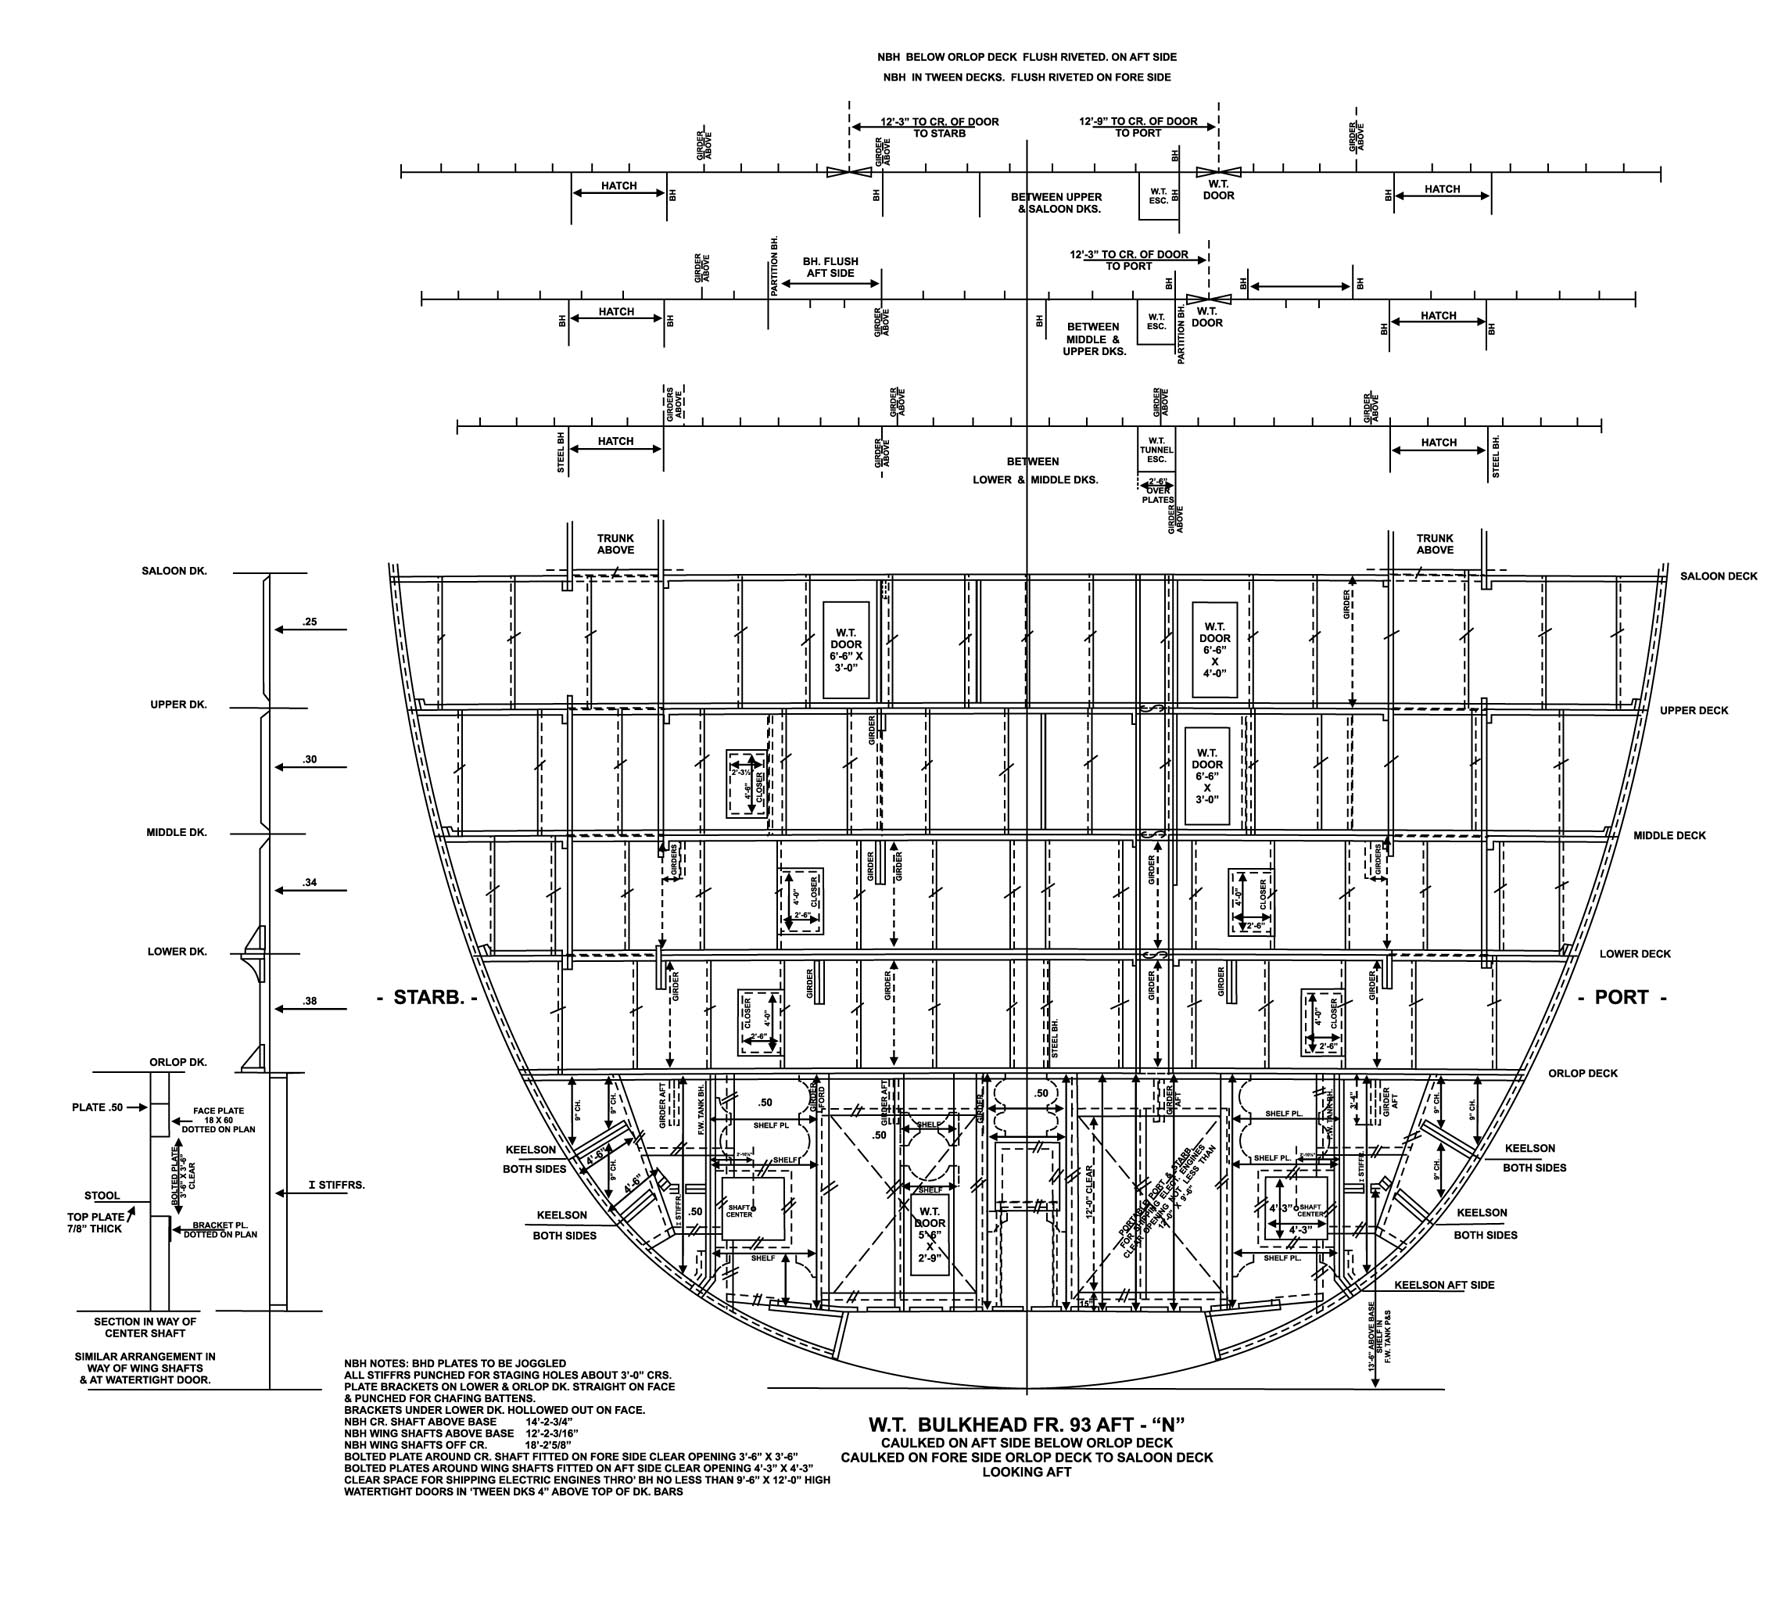 NBH BELOW ORLOP DECK FLUSH RIVETED. ON AFT SIDE
NBH IN TWEEN DECKS. FLUSH RIVETED ON FORE SIDE
12'-3" TO CR. OF DOOR
TO STARB
12'-9" TO CR. OF DOOR
TO PORT
GIRDER
ABOVE
GIRDER
ABOVE
GIRDER
ABOVE
BH
HATCH
BH
BH
BETWEEN UPPER
& SALOON DKS.
W.T.
ESC.
BH
W.T.
DOOR
BH
HATCH
12'-3" TO CR. OF DOOR
TO PORT
GIRDER
ABOVE
PARTITION BH.
BH. FLUSH
AFT SIDE
BH
BH
BH
HATCH
BH
GIRDER
ABOVE
BH
BETWEEN
MIDDLE &
UPPER DKS.
W.T.
ESC.
PARTITION BH.
W.T.
DOOR
BH
HATCH
BH
GIRDERS
ABOVE
GIRDER
ABOVE
GIRDER
ABOVE
GIRDER
ABOVE
STEEL BH
HATCH
GIRDER
ABOVE
BETWEEN
LOWER & MIDDLE DKS.
W.T.
TUNNEL
ESC.
2'-6"
OVER
PLATES
GIRDER
ABOVE
HATCH
STEEL BH.
TRUNK
ABOVE
TRUNK
ABOVE
SALOON DK.
SALOON DECK
.25
W.T.
DOOR
6'-6" X
3'-0"
W.T.
DOOR
6'-6"
X
4'-0"
GIRDER
UPPER DK.
UPPER DECK
.30
2'-3½"
4'-6"
CLOSER
GIRDER
W.T.
DOOR
6'-6"
X
3'-0"
MIDDLE DK.
MIDDLE DECK
.34
GIRDERS
4'-0"
CLOSER
2'-6"
GIRDER
GIRDER
GIRDER
4'-0"
CLOSER
2'-6"
GIRDERS
LOWER DK.
LOWER DECK
- STARB. -
- PORT -
.38
GIRDER
CLOSER
4'-0"
2'-6"
GIRDER
GIRDER
STEEL BH.
GIRDER
GIRDER
4'-0"
CLOSER
2'-6"
GIRDER
ORLOP DK.
ORLOP DECK
PLATE .50
FACE PLATE
18 X 60
DOTTED ON PLAN
BOLTED PLATE
3'-6" X 3'-6"
CLEAR
STOOL
TOP PLATE
7/8" THICK
BRACKET PL.
DOTTED ON PLAN
I STIFFRS.
SECTION IN WAY OF
CENTER SHAFT
SIMILAR ARRANGEMENT IN
WAY OF WING SHAFTS
& AT WATERTIGHT DOOR.
KEELSON
BOTH SIDES
KEELSON
BOTH SIDES
9" CH.
9" CH.
9" CH.
4'-6"
4'-6"
GIRDER AFT
F.W. TANK BH.
.50
SHELF PL
SHELF
I STIFFR.
.50
SHAFT
CENTER
SHELF
GIRDER
FORD
GIRDER AFT
.50
SHELF
SHELF
W.T.
DOOR
5'-6"
X
2'-9"
GIRDER
.50
12'-0" CLEAR
15"
GIRDER
AFT
PORTABLE PORT & STARB.
FOR SHIPPING ELECT. ENGINES
CLEAR OPENING NOT LESS THAN
12'-0" X 9'-6"
SHELF PL.
SHELF PL.
4'-3"
4'-3"
SHAFT
CENTER
SHELF PL.
F.W. TANK BH.
3'-4"
GIRDER
AFT
I STIFFR.
9" CH.
9" CH.
9" CH.
KEELSON
BOTH SIDES
KEELSON
BOTH SIDES
KEELSON AFT SIDE
13'-6" ABOVE BASE
SHELF IN
F.W. TANK P&S
NBH NOTES: BHD PLATES TO BE JOGGLED
ALL STIFFRS PUNCHED FOR STAGING HOLES ABOUT 3'-0" CRS.
PLATE BRACKETS ON LOWER & ORLOP DK. STRAIGHT ON FACE
& PUNCHED FOR CHAFING BATTENS.
BRACKETS UNDER LOWER DK. HOLLOWED OUT ON FACE.
NBH CR. SHAFT ABOVE BASE 14'-2-3/4"
NBH WING SHAFTS ABOVE BASE 12'-2-3/16"
NBH WING SHAFTS OFF CR. 18'-2'5/8"
BOLTED PLATE AROUND CR. SHAFT FITTED ON FORE SIDE CLEAR OPENING 3'-6" X 3'-6"
BOLTED PLATES AROUND WING SHAFTS FITTED ON AFT SIDE CLEAR OPENING 4'-3" X 4'-3"
CLEAR SPACE FOR SHIPPING ELECTRIC ENGINES THRO' BH NO LESS THAN 9'-6" X 12'-0" HIGH
WATERTIGHT DOORS IN 'TWEEN DKS 4" ABOVE TOP OF DK. BARS
W.T. BULKHEAD FR. 93 AFT - "N"
CAULKED ON AFT SIDE BELOW ORLOP DECK
CAULKED ON FORE SIDE ORLOP DECK TO SALOON DECK
LOOKING AFT